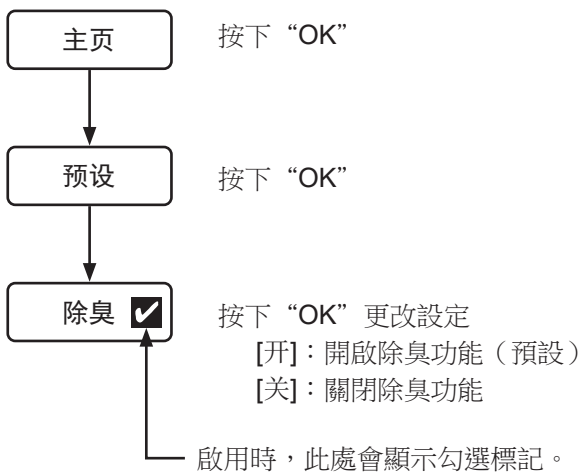 主页
按下“OK”
预设
按下“OK”
除臭 ✔
按下“OK”更改設定
[开]：開啟除臭功能（預設）
[关]：關閉除臭功能
啟用時，此處會顯示勾選標記。